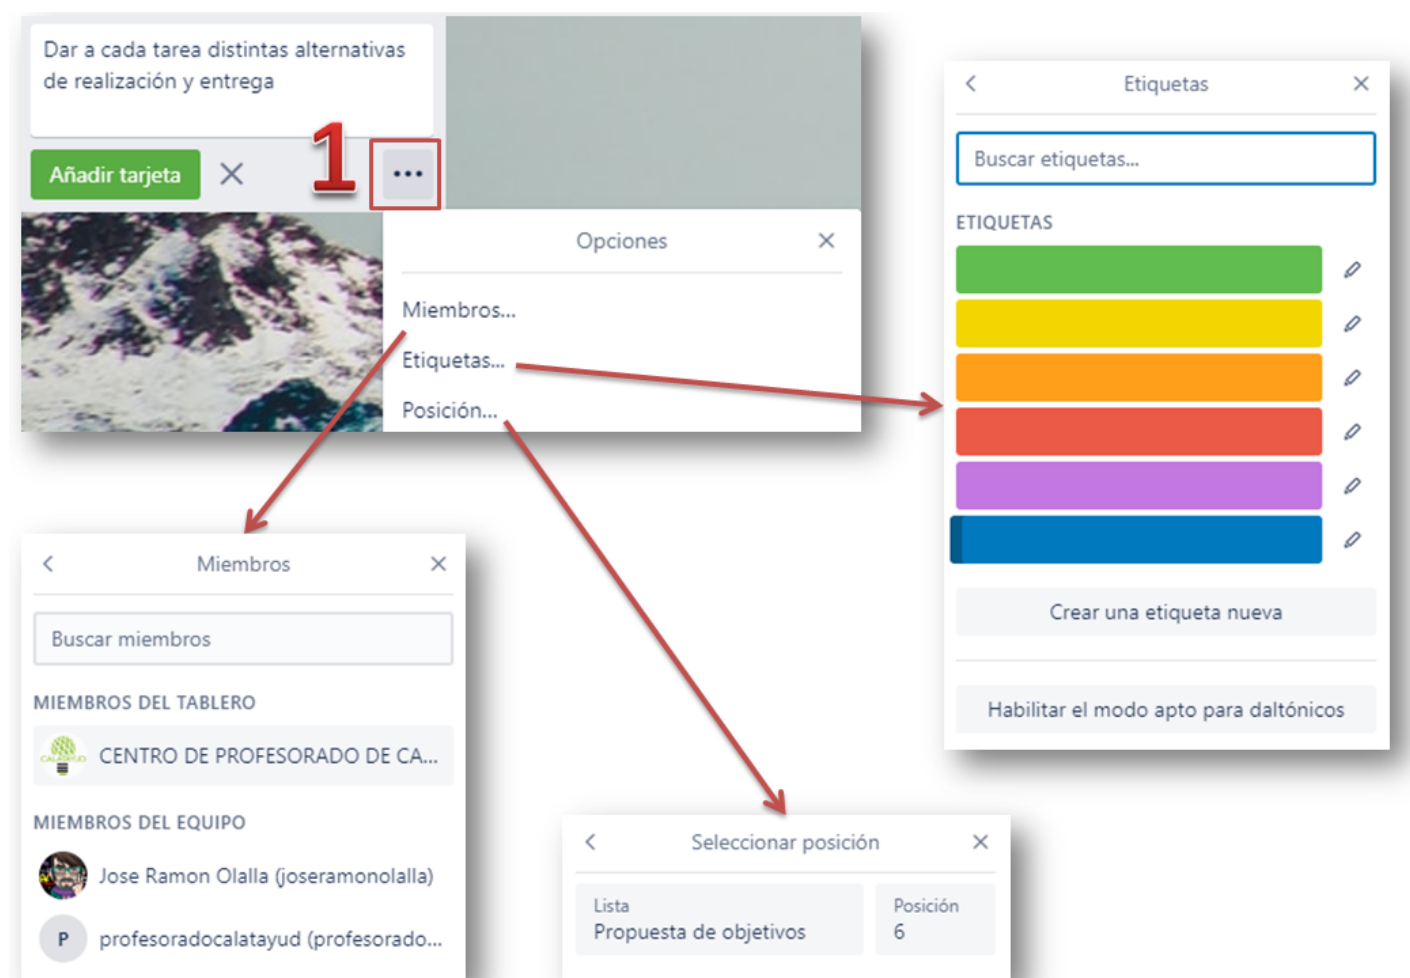 Dar a cada tarea distintas alternativas
de realización y entrega
Añadir tarjeta
1
Opciones
Miembros...
Etiquetas...
Posición...
Etiquetas
Buscar etiquetas...
ETIQUETAS
Crear una etiqueta nueva
Habilitar el modo apto para daltónicos
Miembros
Buscar miembros
MIEMBROS DEL TABLERO
CALATAYUD
CENTRO DE PROFESORADO DE CA...
MIEMBROS DEL EQUIPO
Jose Ramon Olalla (joseramonolalla)
P
profesoradocalatayud (profesorado...
Seleccionar posición
Lista
Propuesta de objetivos
Posición
6